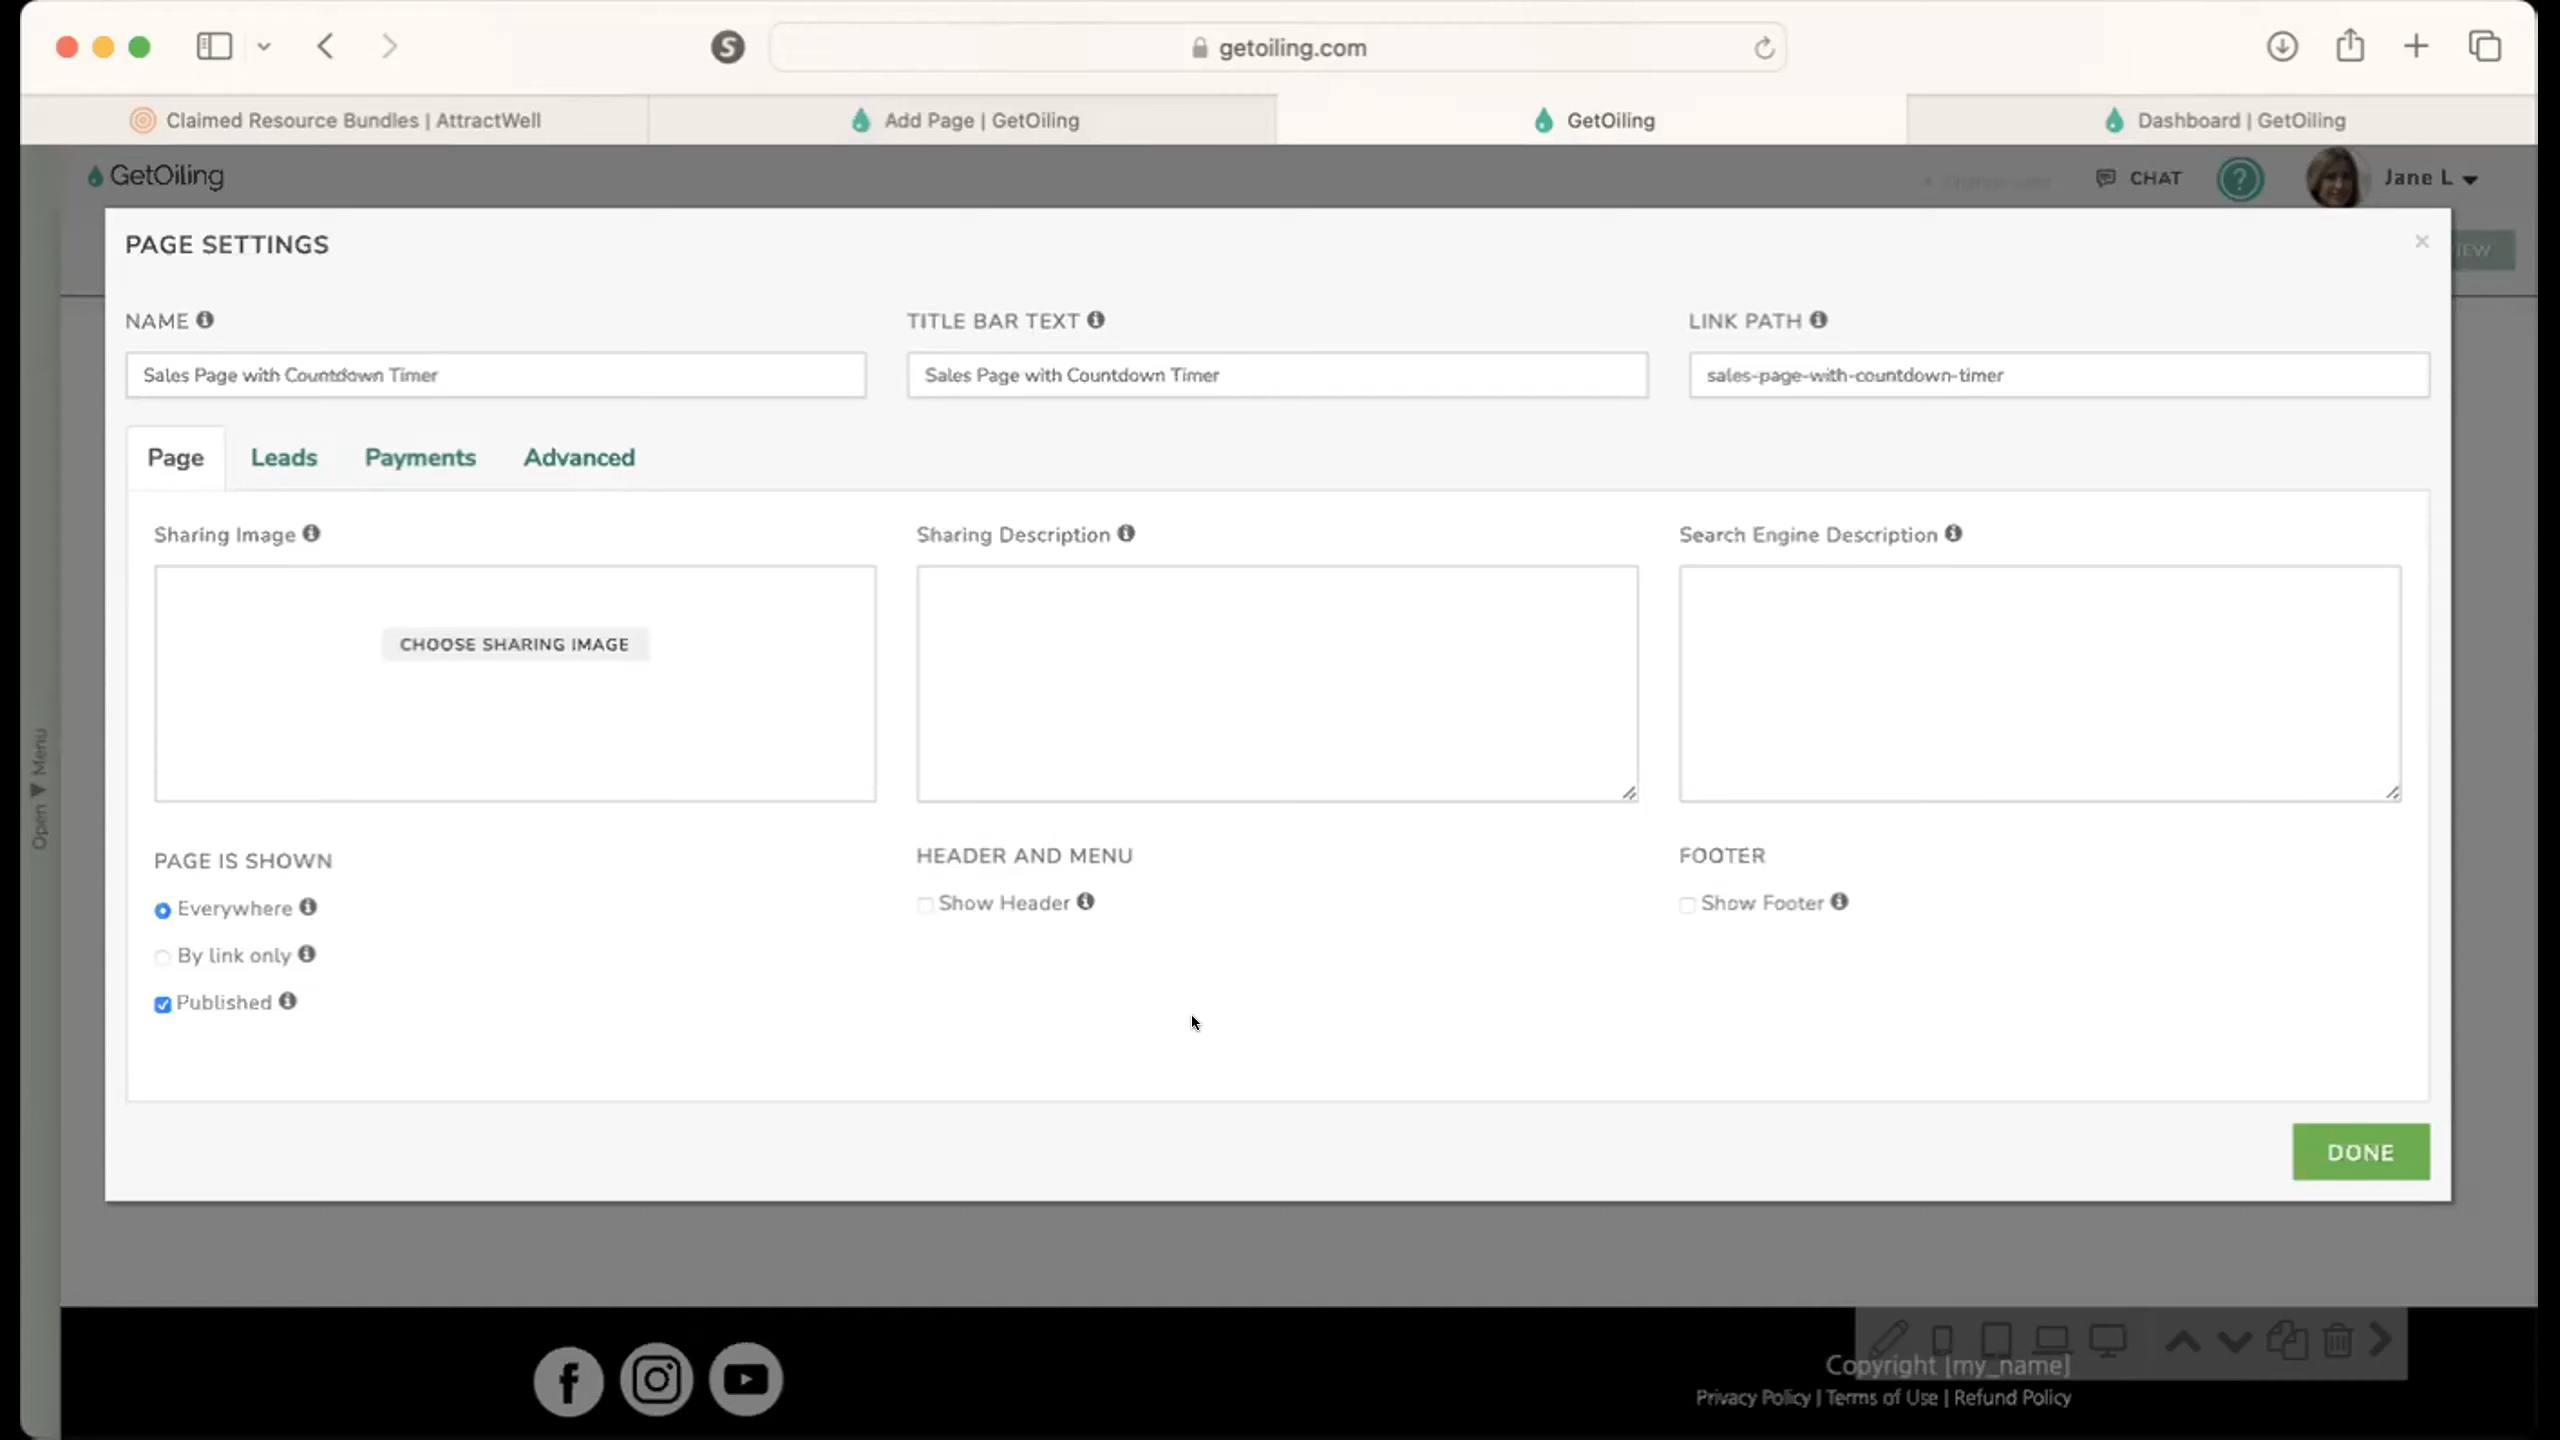 getoiling.com
Claimed Resource Bundles | AttractWell
Add Page | GetOiling
GetOiling
Dashboard | GetOiling
GetOiling
CHAT
Jane L
PAGE SETTINGS
NAME
TITLE BAR TEXT
LINK PATH
Sales Page with Countdown Timer
Sales Page with Countdown Timer
sales-page-with-countdown-timer
Page
Leads
Payments
Advanced
Sharing Image
Sharing Description
Search Engine Description
CHOOSE SHARING IMAGE
Open ▼ Menu
PAGE IS SHOWN
HEADER AND MENU
FOOTER
Everywhere
Show Header
Show Footer
By link only
Published
DONE
Copyright [my_name]
Privacy Policy | Terms of Use | Refund Policy